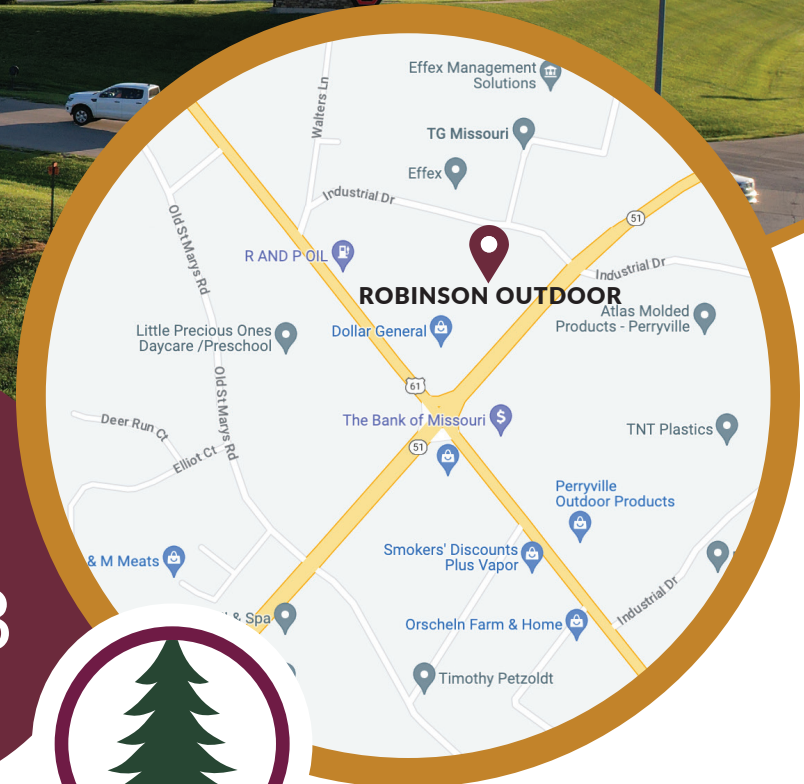 Effex Management
Solutions
Walters Ln
TG Missouri
Effex
Industrial Dr
51
Old St Marys Rd
R AND P OIL
Industrial Dr
ROBINSON OUTDOOR
Atlas Molded
Products - Perryville
Little Precious Ones
Daycare /Preschool
Dollar General
61
Old St Marys Rd
The Bank of Missouri
$
Deer Run Ct
TNT Plastics
51
Elliot Ct
Perryville
Outdoor Products
& M Meats
Smokers' Discounts
Plus Vapor
Industrial Dr
& Spa
Orscheln Farm & Home
Timothy Petzoldt